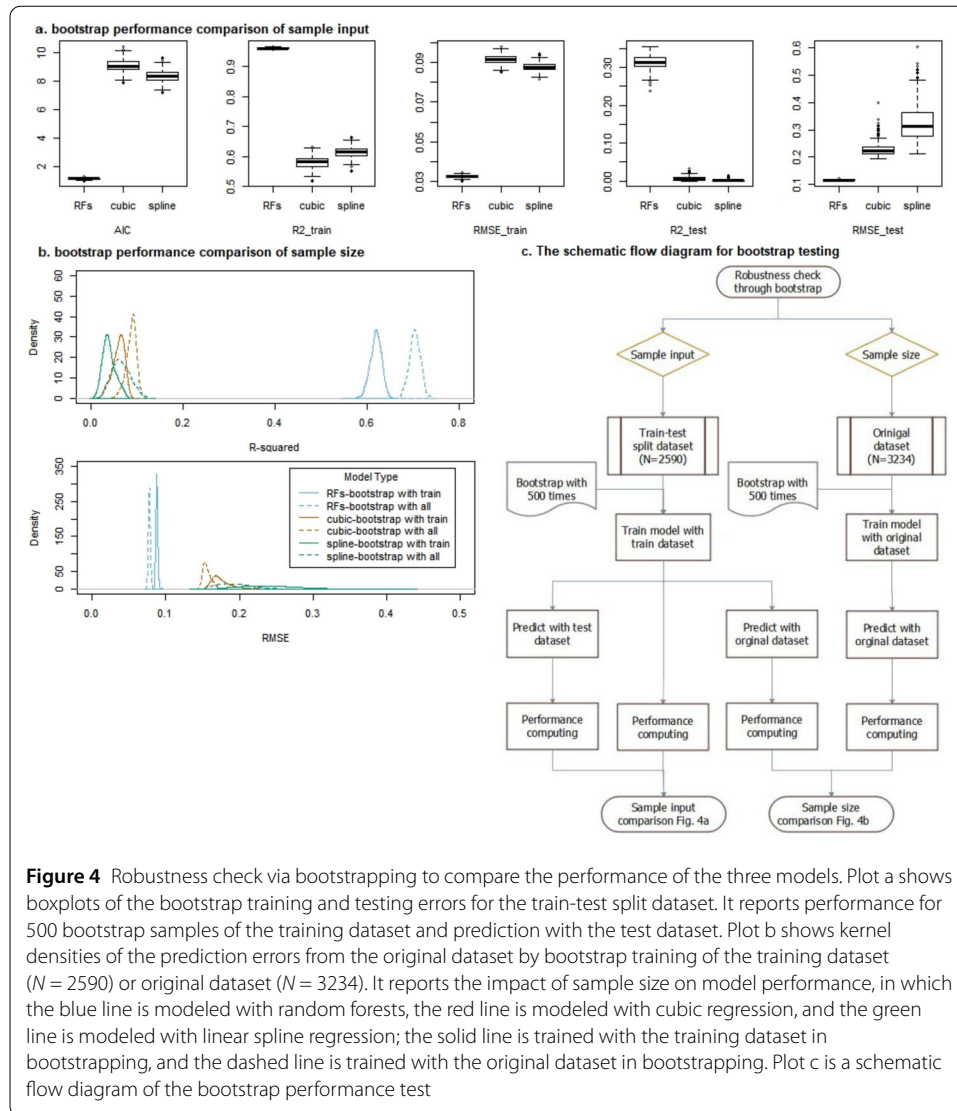 a. bootstrap performance comparison of sample input
2 4 6 8 10
RFs cubic spline
AIC
0.5 0.6 0.7 0.8 0.9
RFs cubic spline
R2_train
0.03 0.05 0.07 0.09
RFs cubic spline
RMSE_train
0.00 0.10 0.20 0.30
RFs cubic spline
R2_test
0.1 0.2 0.3 0.4 0.5 0.6
RFs cubic spline
RMSE_test
b. bootstrap performance comparison of sample size
Density
0 10 20 30 40 50 60
0.0 0.2 0.4 0.6 0.8
R-squared
Density
0 50 150 250 350
0.0 0.1 0.2 0.3 0.4 0.5
RMSE
Model Type
RFs-bootstrap with train
RFs-bootstrap with all
cubic-bootstrap with train
cubic-bootstrap with all
spline-bootstrap with train
spline-bootstrap with all
c. The schematic flow diagram for bootstrap testing
Robustness check
through bootstrap
Sample input
Sample size
Train-test
split dataset
(N=2590)
Orinigal
dataset
(N=3234)
Bootstrap with
500 times
Bootstrap with
500 times
Train model with
train dataset
Train model
with original
dataset
Predict with test
dataset
Predict with
orginal dataset
Predict with
orginal dataset
Performance
computing
Performance
computing
Performance
computing
Performance
computing
Sample input
comparison Fig. 4a
Sample size
comparison Fig. 4b
Figure 4 Robustness check via bootstrapping to compare the performance of the three models. Plot a shows
boxplots of the bootstrap training and testing errors for the train-test split dataset. It reports performance for
500 bootstrap samples of the training dataset and prediction with the test dataset. Plot b shows kernel
densities of the prediction errors from the original dataset by bootstrap training of the training dataset
(N = 2590) or original dataset (N = 3234). It reports the impact of sample size on model performance, in which
the blue line is modeled with random forests, the red line is modeled with cubic regression, and the green
line is modeled with linear spline regression; the solid line is trained with the training dataset in
bootstrapping, and the dashed line is trained with the original dataset in bootstrapping. Plot c is a schematic
flow diagram of the bootstrap performance test